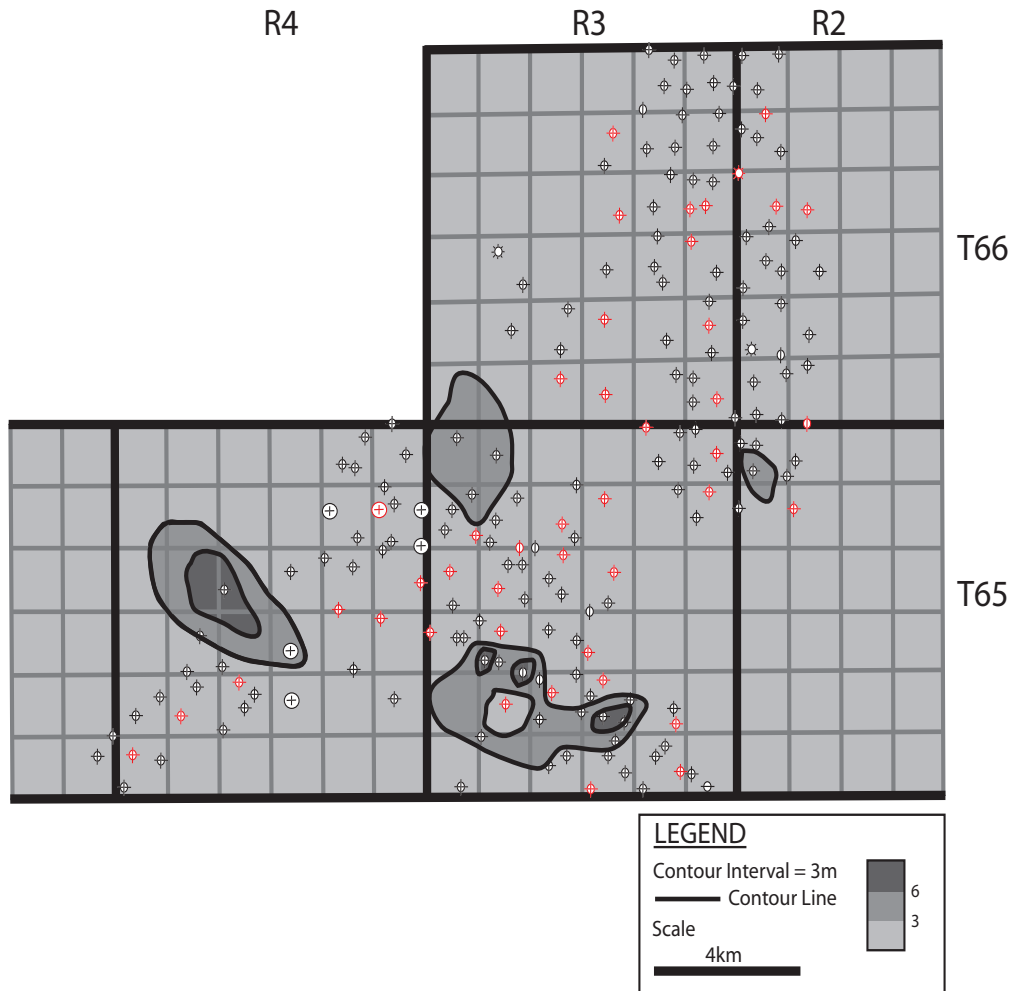 R4 R3 R2
T66
T65
LEGEND
Contour Interval = 3m
Contour Line
6
3
Scale
4km